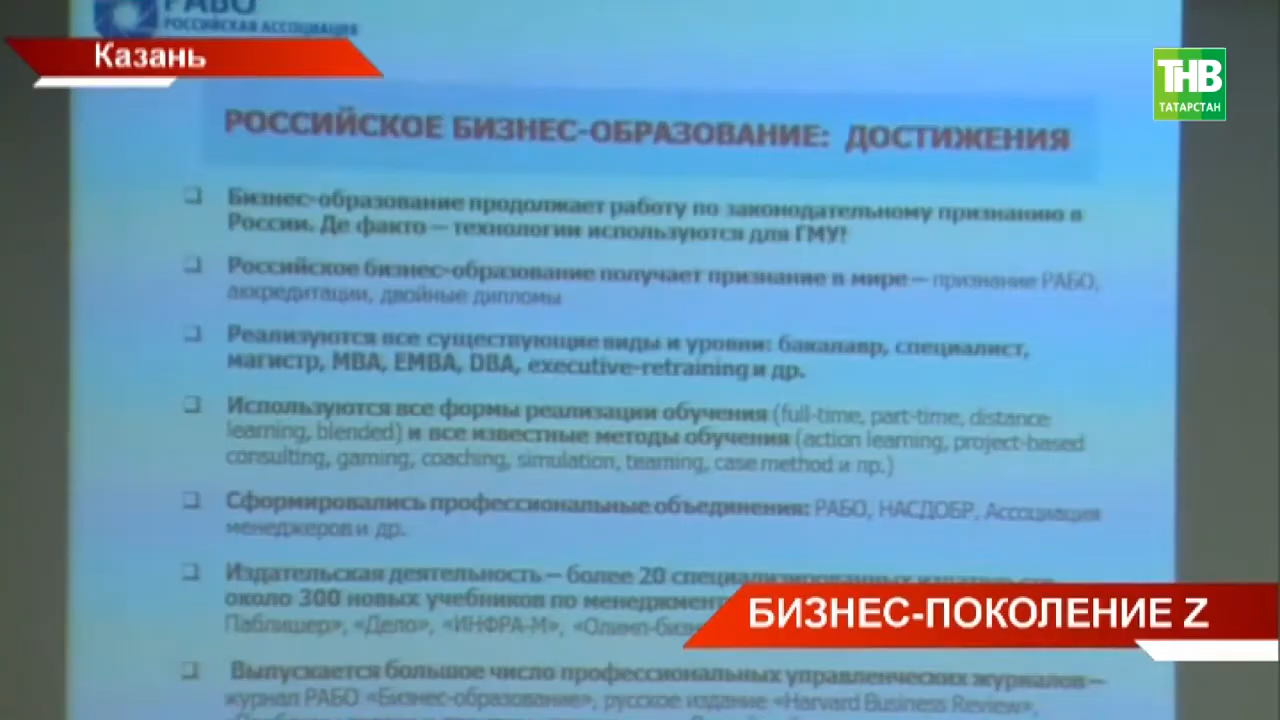 РАБО
РОССИЙСКАЯ АССОЦИАЦИЯ
Казань
ТНВ
ТАТАРСТАН
РОССИЙСКОЕ БИЗНЕС-ОБРАЗОВАНИЕ: ДОСТИЖЕНИЯ
Бизнес-образование продолжает работу по законодательному признанию в
России. Де факто – технологии используются для ГМУ!
Российское бизнес-образование получает признание в мире – признание РАБО,
аккредитации, двойные дипломы
Реализуются все существующие виды и уровни: бакалавр, специалист,
магистр, MBA, EMBA, DBA, executive-retraining и др.
Используются все формы реализации обучения (full-time, part-time, distance
learning, blended) и все известные методы обучения (action learning, project-based
consulting, gaming, coaching, simulation, teaming, case method и пр.)
Сформировались профессиональные объединения: РАБО, НАСДОБР, Ассоциация
менеджеров и др.
Издательская деятельность – более 20 специализированных
около 300 новых учебников по менеджмент
Паблишер», «Дело», «ИНФРА-М», «Олимп-бизн
БИЗНЕС-ПОКОЛЕНИЕ Z
Выпускается большое число профессиональных управленческих журналов –
журнал РАБО «Бизнес-образование», русское издание «Harvard Business Review»,